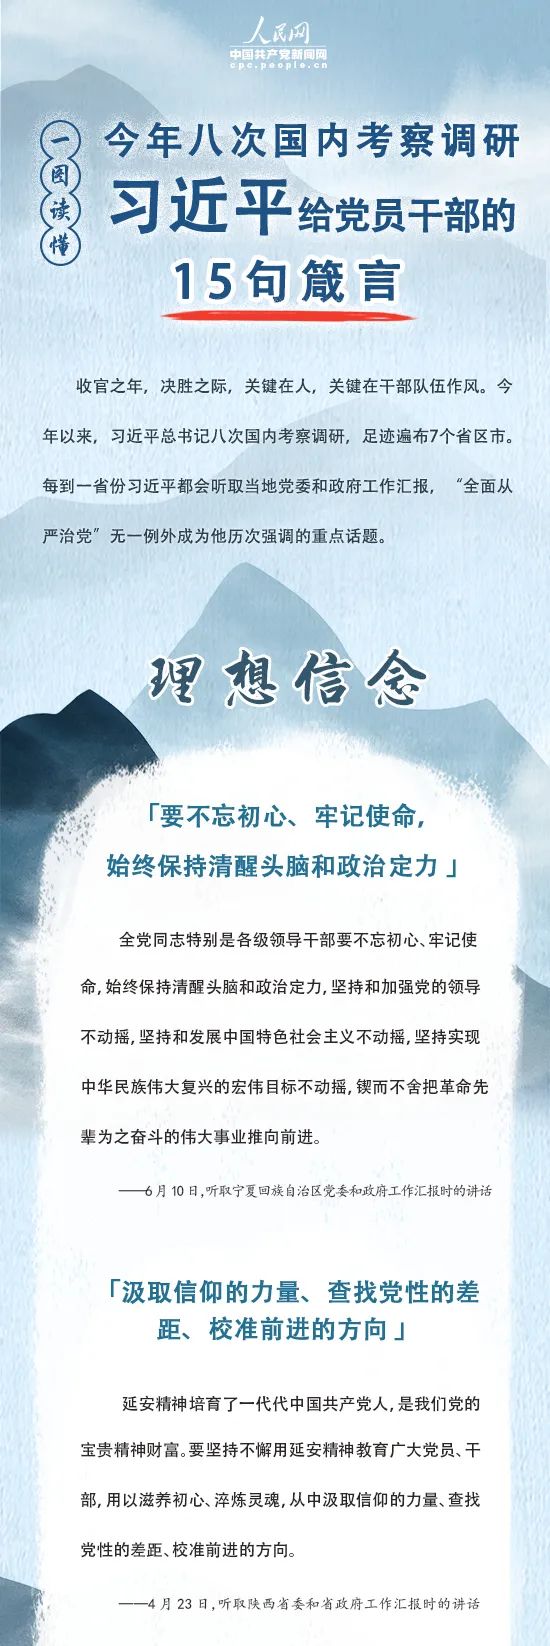 人民网
中国共产党新闻网
cpc.people.com.cn
一图读懂
今年八次国内考察调研
习近平给党员干部的
15句箴言
收官之年，决胜之际，关键在人，关键在干部队伍作风。今
年以来，习近平总书记八次国内考察调研，足迹遍布7个省区市。
每到一省份习近平都会听取当地党委和政府工作汇报，“全面从
严治党”无一例外成为他历次强调的重点话题。
理想信念
「要不忘初心、牢记使命，
始终保持清醒头脑和政治定力」
全党同志特别是各级领导干部要不忘初心、牢记使
命，始终保持清醒头脑和政治定力，坚持和加强党的领导
不动摇，坚持和发展中国特色社会主义不动摇，坚持实现
中华民族伟大复兴的宏伟目标不动摇，锲而不舍把革命先
辈为之奋斗的伟大事业推向前进。
——6月10日，听取宁夏回族自治区党委和政府工作汇报时的讲话
「汲取信仰的力量、查找党性的差
距、校准前进的方向」
延安精神培育了一代代中国共产党人，是我们党的
宝贵精神财富。要坚持不懈用延安精神教育广大党员、干
部，用以滋养初心、淬炼灵魂，从中汲取信仰的力量、查找
党性的差距、校准前进的方向。
——4月23日，听取陕西省委和省政府工作汇报时的讲话